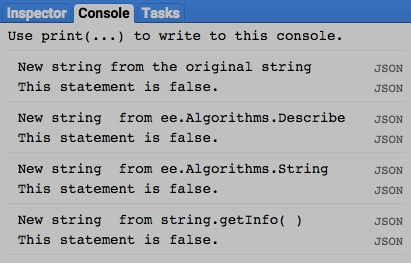 Inspector Console Tasks
Use print(...) to write to this console.
New string from the original string JSON
This statement is false. JSON
New string  from ee.Algorithms.Describe JSON
This statement is false. JSON
New string  from ee.Algorithms.String JSON
This statement is false. JSON
New string  from string.getInfo( ) JSON
This statement is false. JSON